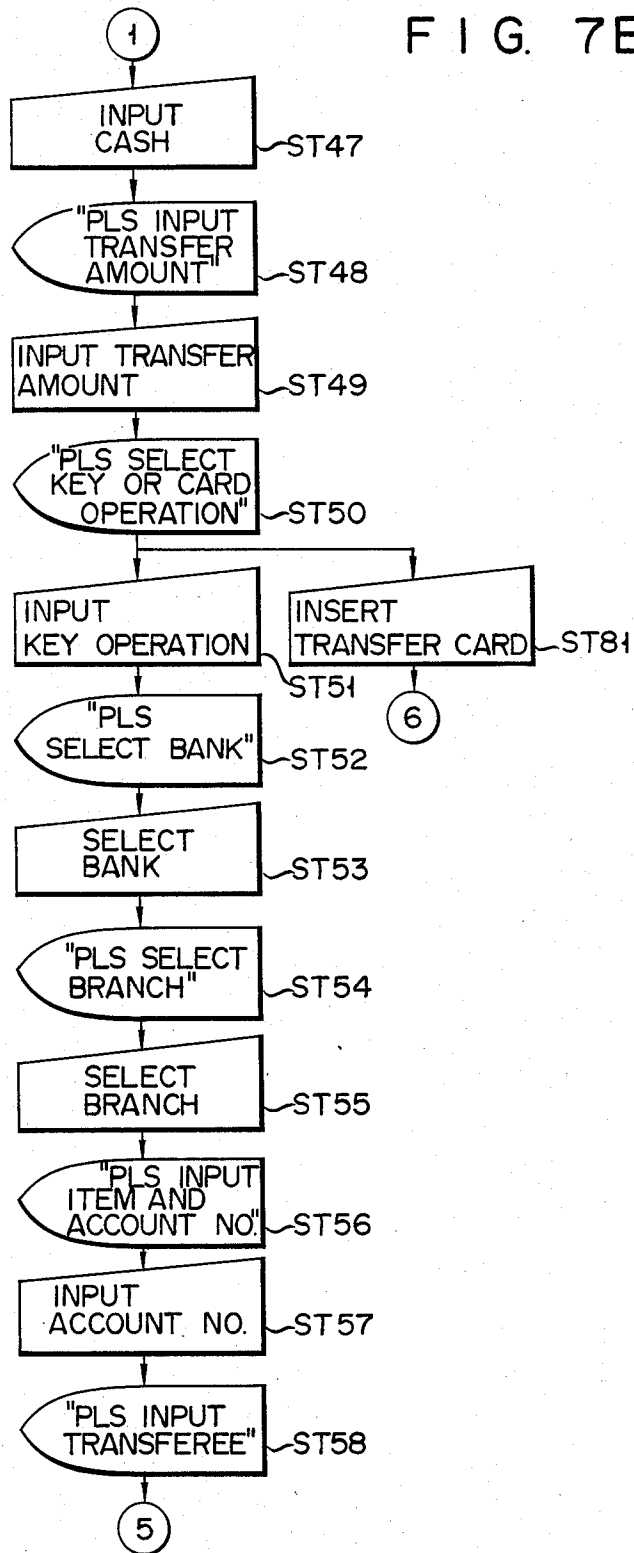 FIG. 7B
1
INPUT
CASH
ST47
"PLS INPUT
TRANSFER
AMOUNT"
ST48
INPUT TRANSFER
AMOUNT
ST49
"PLS SELECT
KEY OR CARD
OPERATION"
ST50
INPUT
KEY OPERATION
ST51
INSERT
TRANSFER CARD
ST81
6
"PLS
SELECT BANK"
ST52
SELECT
BANK
ST53
"PLS SELECT
BRANCH"
ST54
SELECT
BRANCH
ST55
"PLS INPUT
ITEM AND
ACCOUNT NO."
ST56
INPUT
ACCOUNT NO.
ST57
"PLS INPUT
TRANSFEREE"
ST58
5